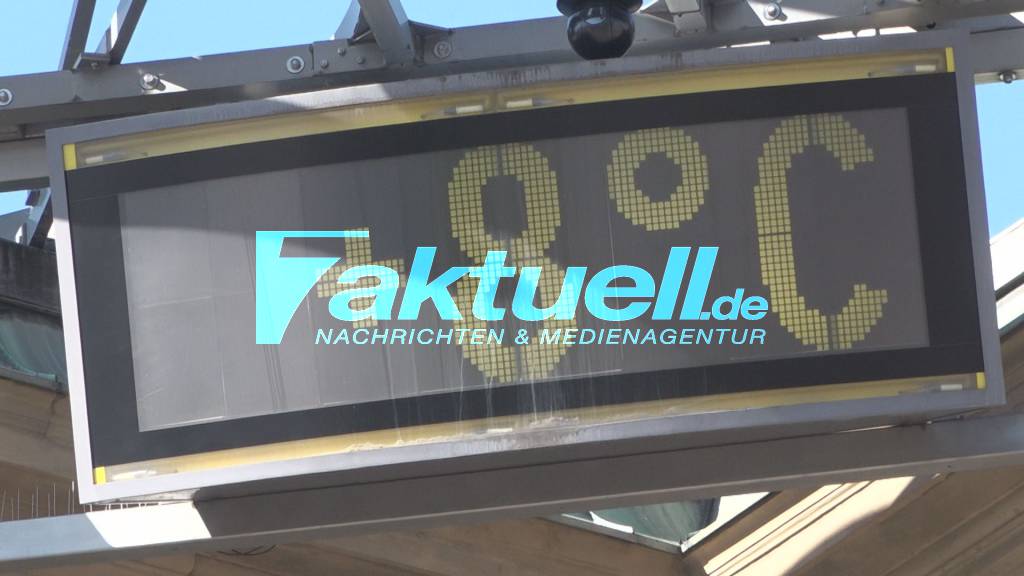 +8°C
7aktuell.de
NACHRICHTEN & MEDIENAGENTUR